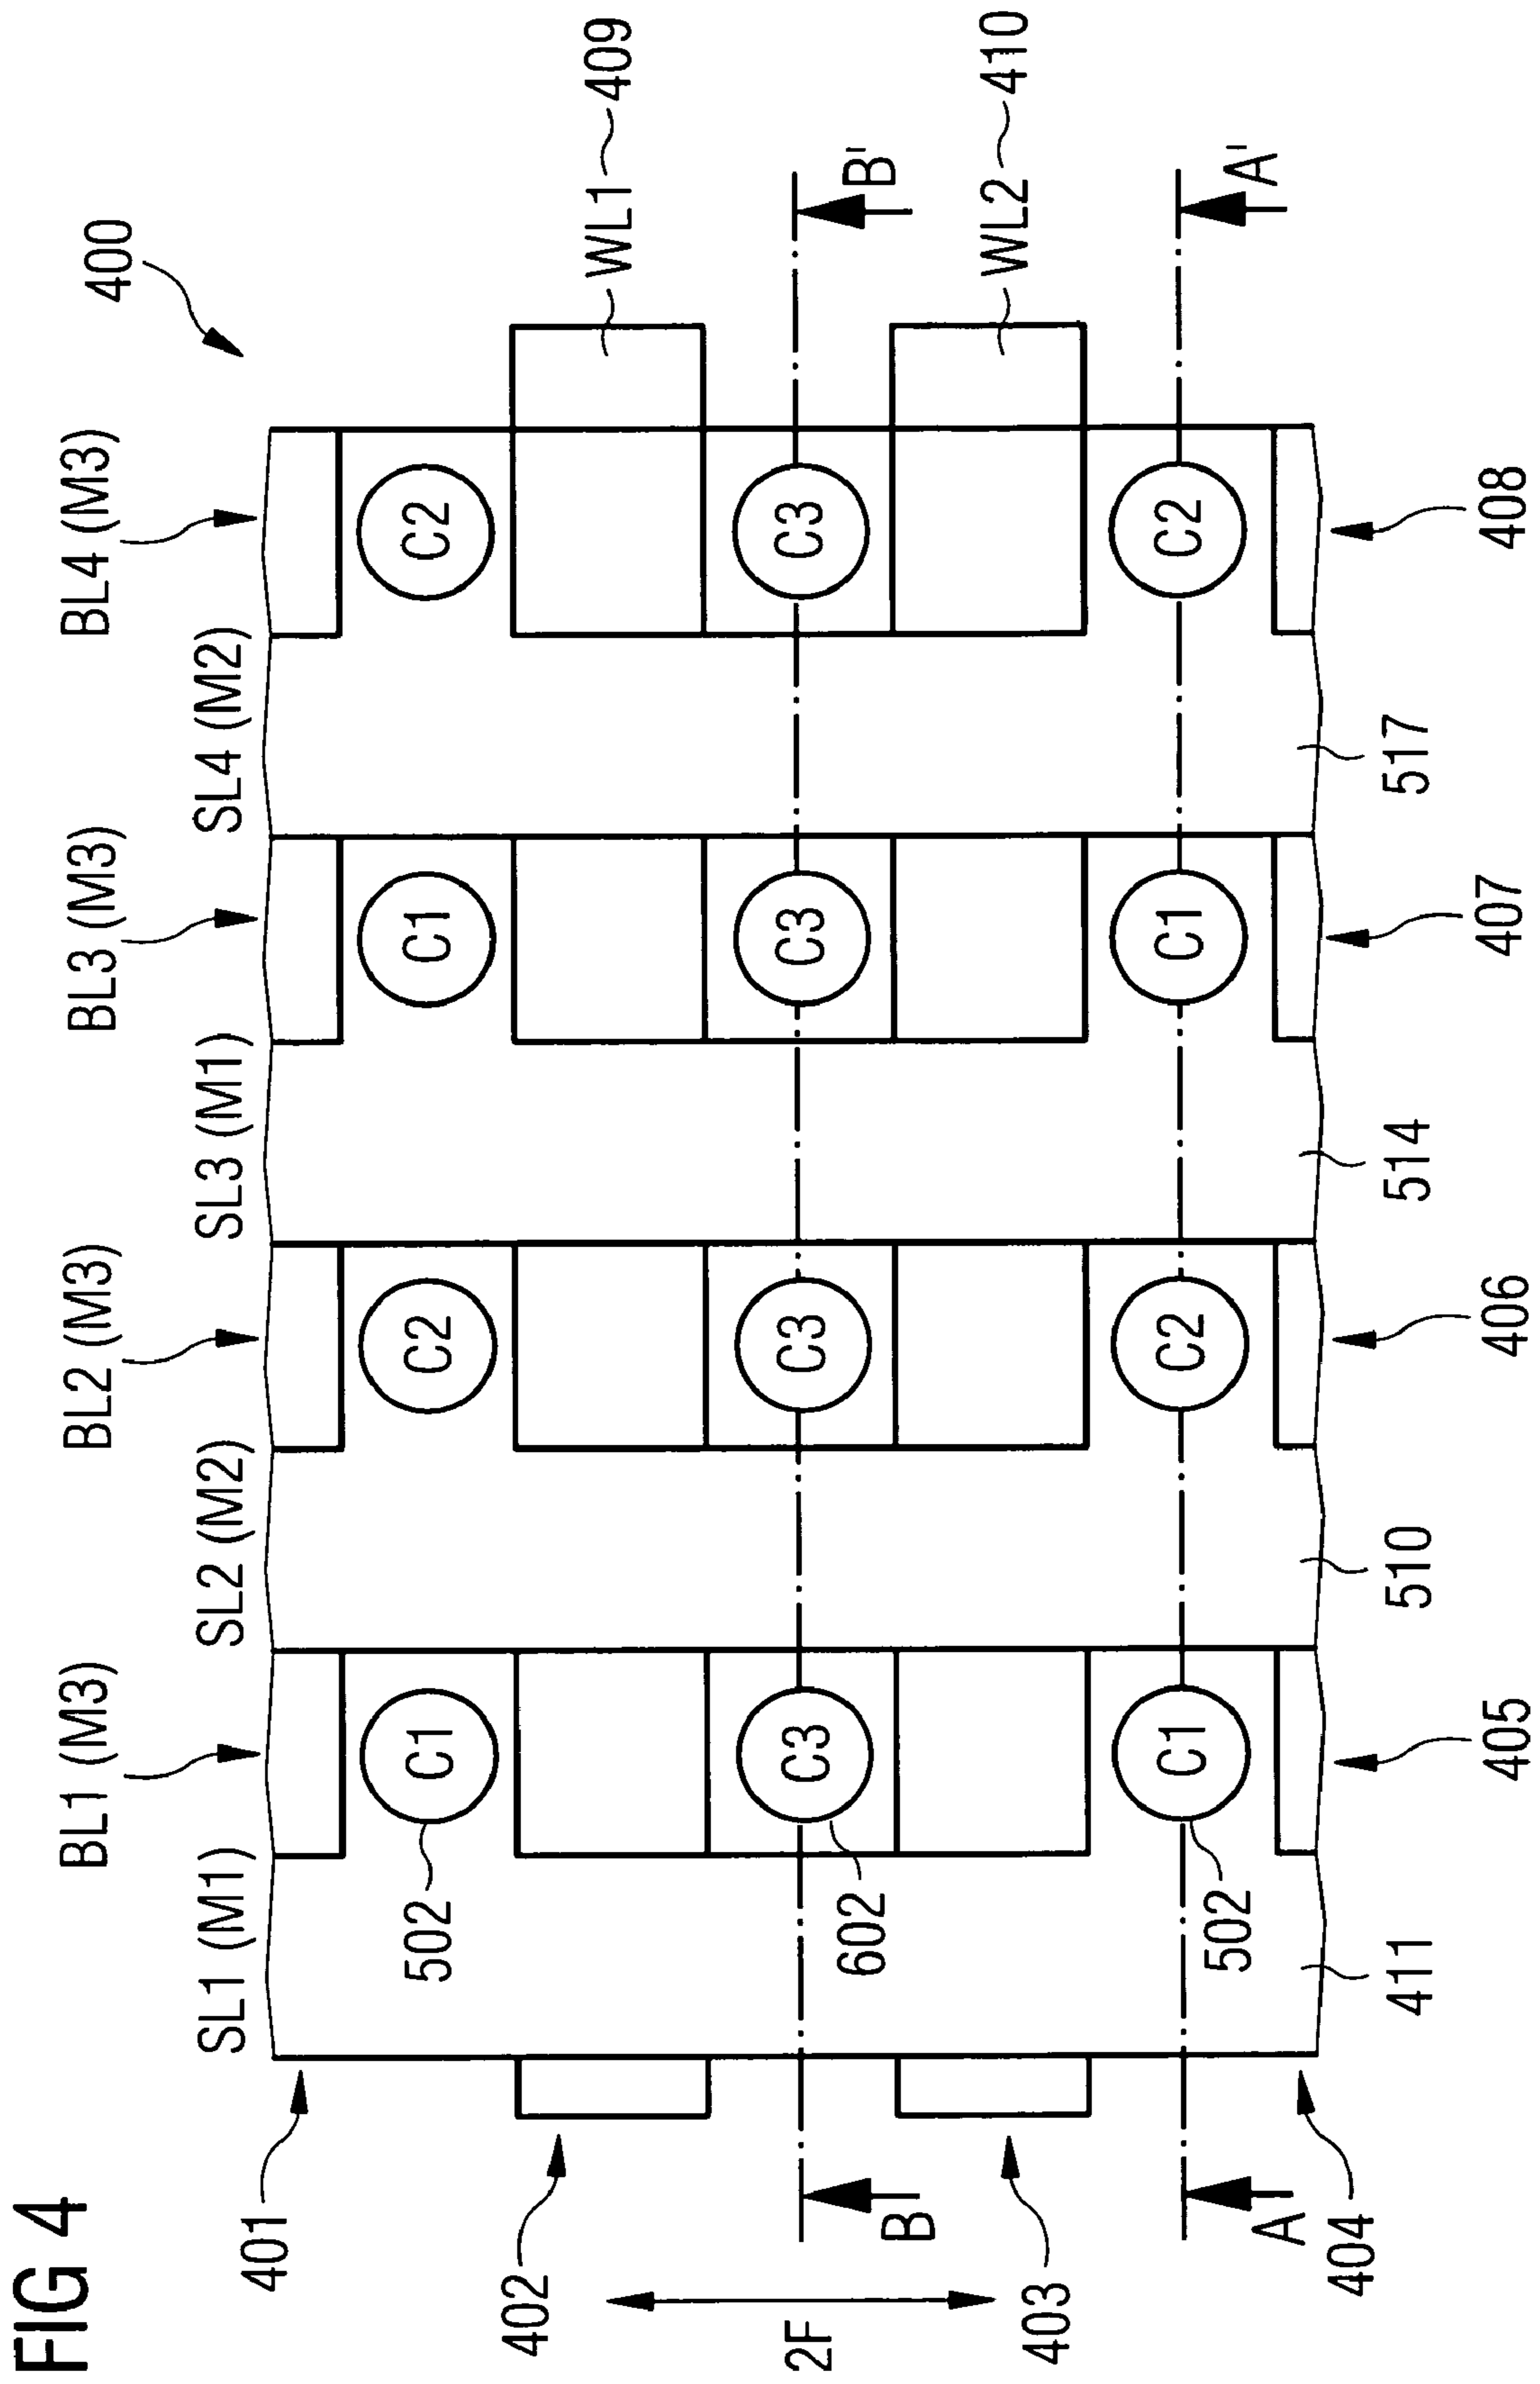 FIG 4
400
BL1 (M3)
BL2 (M3)
BL3 (M3)
BL4 (M3)
SL1 (M1)
SL2 (M2)
SL3 (M1)
SL4 (M2)
401
C1
C2
C1
C2
502
402
WL1
409
2F
B
C3
C3
C3
C3
B'
602
403
WL2
410
A
C1
C2
C1
C2
A'
502
404
411
510
514
517
405
406
407
408